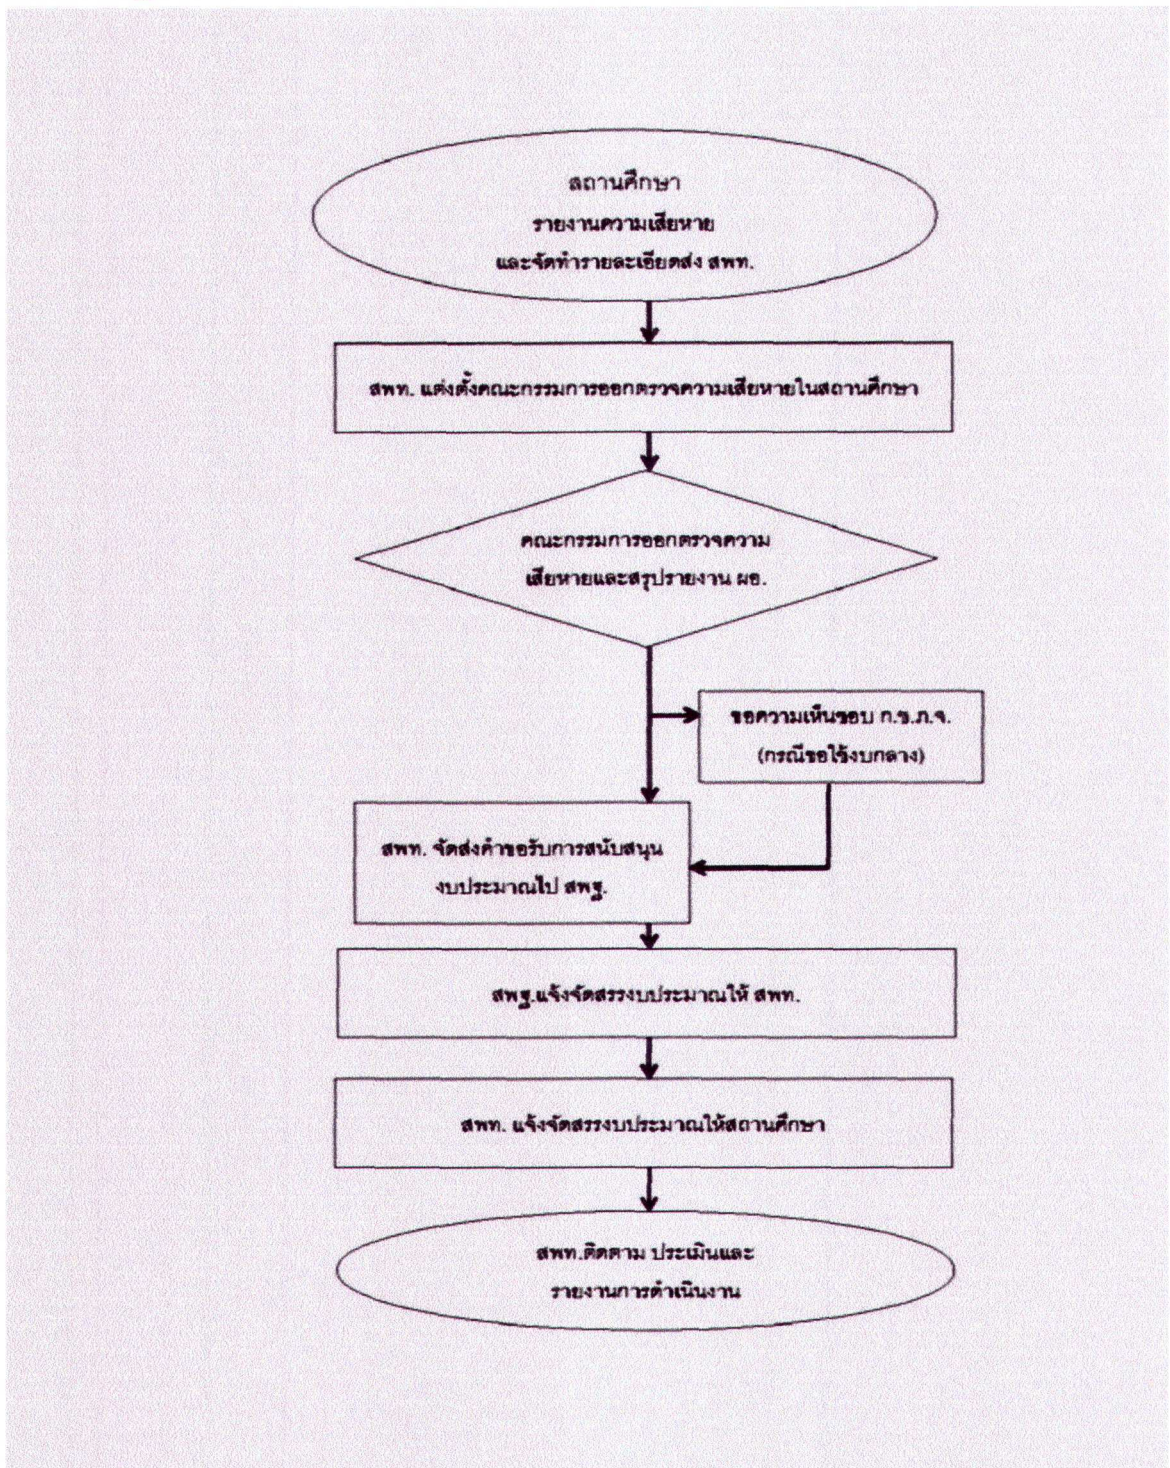 สถานศึกษา
รายงานความเสียหาย
และจัดทำรายละเอียดส่ง สพท.
สพท. แต่งตั้งคณะกรรมการออกตรวจความเสียหายในสถานศึกษา
คณะกรรมการออกตรวจความ
เสียหายและสรุปรายงาน ผอ.
ขอความเห็นชอบ ก.ช.ภ.จ.
(กรณีขอใช้งบกลาง)
สพท. จัดส่งคำขอรับการสนับสนุน
งบประมาณไป สพฐ.
สพฐ.แจ้งจัดสรรงบประมาณให้ สพท.
สพท. แจ้งจัดสรรงบประมาณให้สถานศึกษา
สพท.ติดตาม ประเมินและ
รายงานการดำเนินงาน